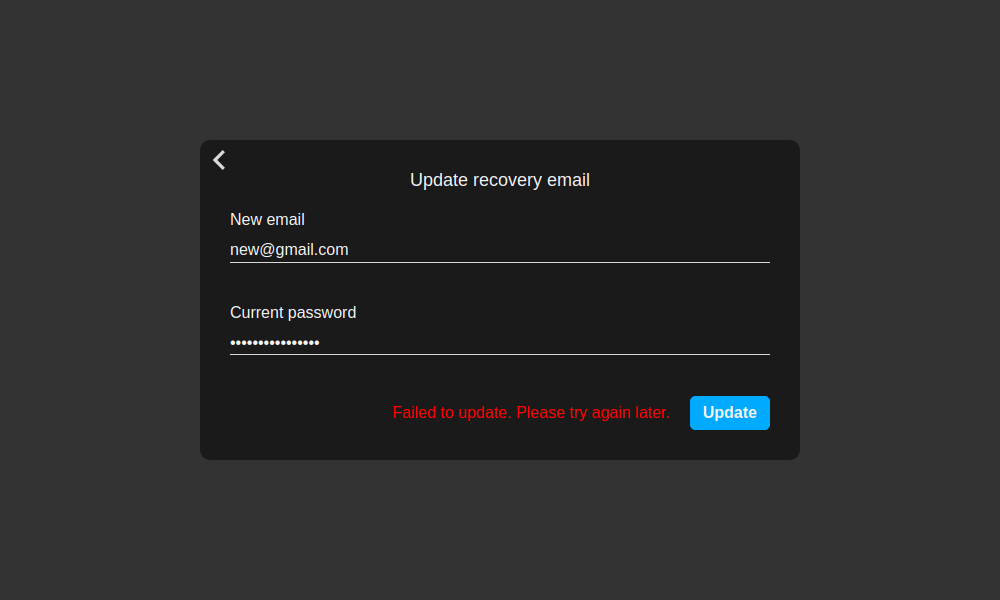 Update recovery email
New email
new@gmail.com
Current password
••••••••••••••••
Failed to update. Please try again later.
Update